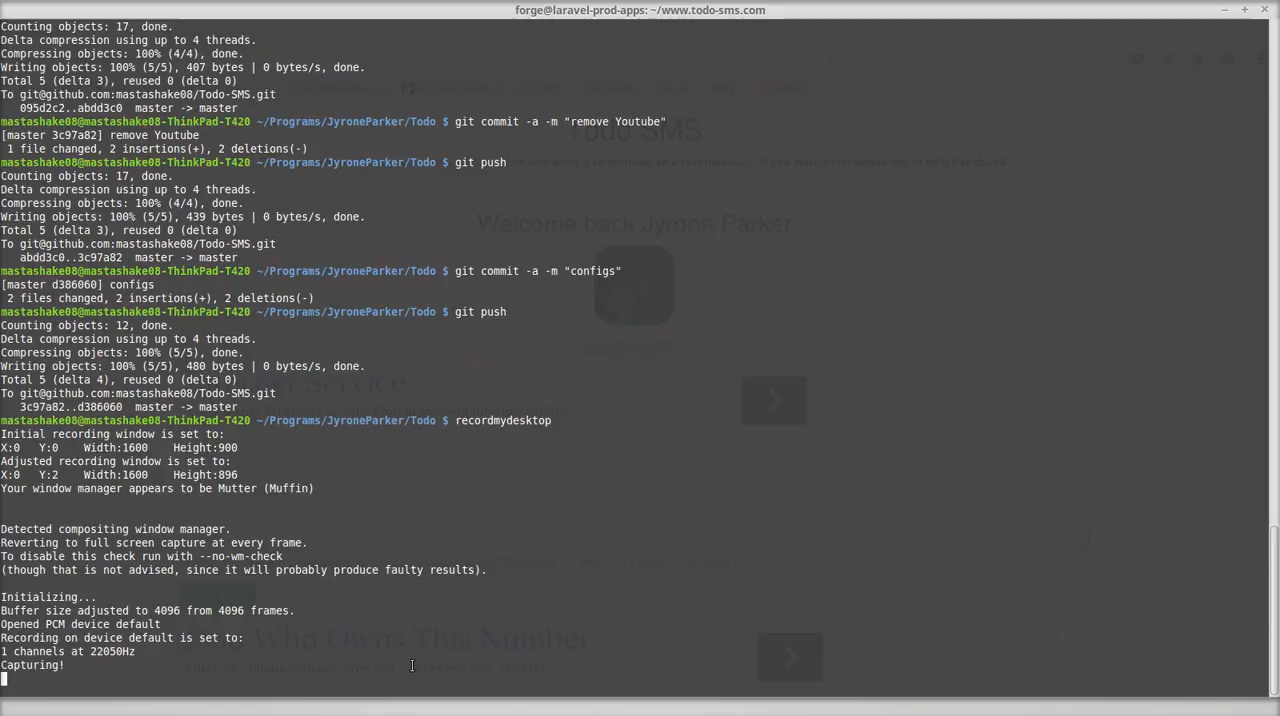 forge@laravel-prod-apps: ~/www.todo-sms.com
Counting objects: 17, done.
Delta compression using up to 4 threads.
Compressing objects: 100% (4/4), done.
Writing objects: 100% (5/5), 407 bytes | 0 bytes/s, done.
Total 5 (delta 3), reused 0 (delta 0)
To git@github.com:mastashake08/Todo-SMS.git
095d2c2..abdd3c0  master -> master
mastashake08@mastashake08-ThinkPad-T420 ~/Programs/JyroneParker/Todo $ git commit -a -m "remove Youtube"
Todo SMS
[master 3c97a82] remove Youtube
1 file changed, 2 insertions(+), 2 deletions(-)
mastashake08@mastashake08-ThinkPad-T420 ~/Programs/JyroneParker/Todo $ git push
Counting objects: 17, done.
Delta compression using up to 4 threads.
Compressing objects: 100% (4/4), done.
Writing objects: 100% (5/5), 439 bytes | 0 bytes/s, done.
Welcome back Jyrone Parker
Total 5 (delta 3), reused 0 (delta 0)
To git@github.com:mastashake08/Todo-SMS.git
abdd3c0..3c97a82  master -> master
mastashake08@mastashake08-ThinkPad-T420 ~/Programs/JyroneParker/Todo $ git commit -a -m "configs"
[master d386060] configs
2 files changed, 2 insertions(+), 2 deletions(-)
mastashake08@mastashake08-ThinkPad-T420 ~/Programs/JyroneParker/Todo $ git push
Counting objects: 12, done.
Delta compression using up to 4 threads.
Compressing objects: 100% (5/5), done.
Writing objects: 100% (5/5), 480 bytes | 0 bytes/s, done.
Total 5 (delta 4), reused 0 (delta 0)
Service
To git@github.com:mastashake08/Todo-SMS.git
3c97a82..d386060  master -> master
mastashake08@mastashake08-ThinkPad-T420 ~/Programs/JyroneParker/Todo $ recordmydesktop
Initial recording window is set to:
X:0   Y:0    Width:1600    Height:900
Adjusted recording window is set to:
X:0   Y:2    Width:1600    Height:896
Your window manager appears to be Mutter (Muffin)
Detected compositing window manager.
Reverting to full screen capture at every frame.
To disable this check run with --no-wm-check
(though that is not advised, since it will probably produce faulty results).
Initializing...
Buffer size adjusted to 4096 from 4096 frames.
Opened PCM device default
Recording on device default is set to:
Who Owns This Number
1 channels at 22050Hz
Capturing!